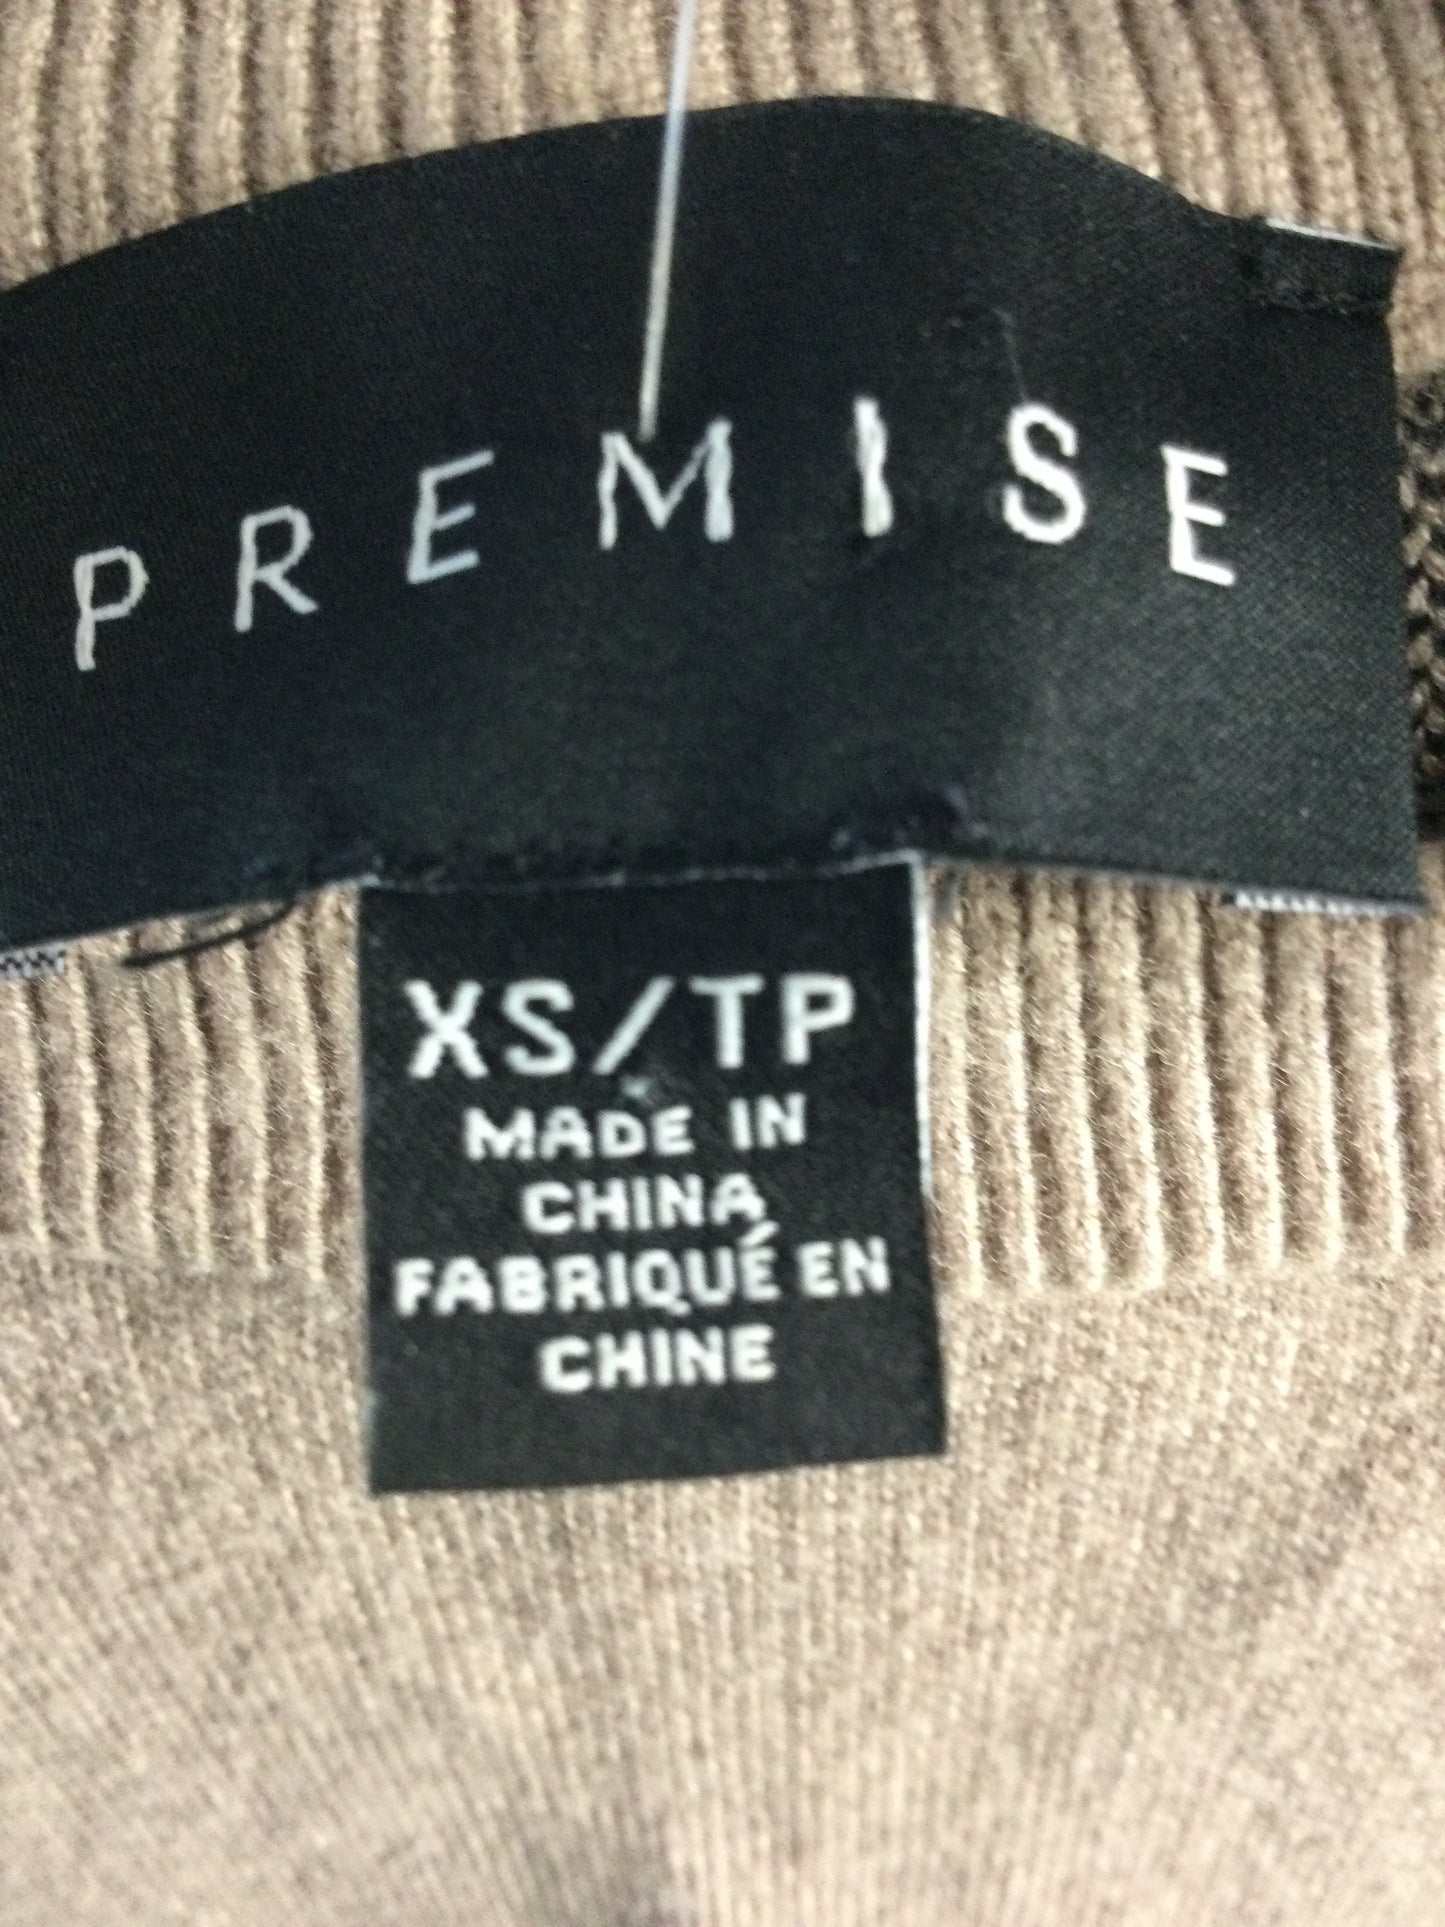 PREMISE
XS/TP
MADE IN
CHINA
FABRIQUÉ EN
CHINE